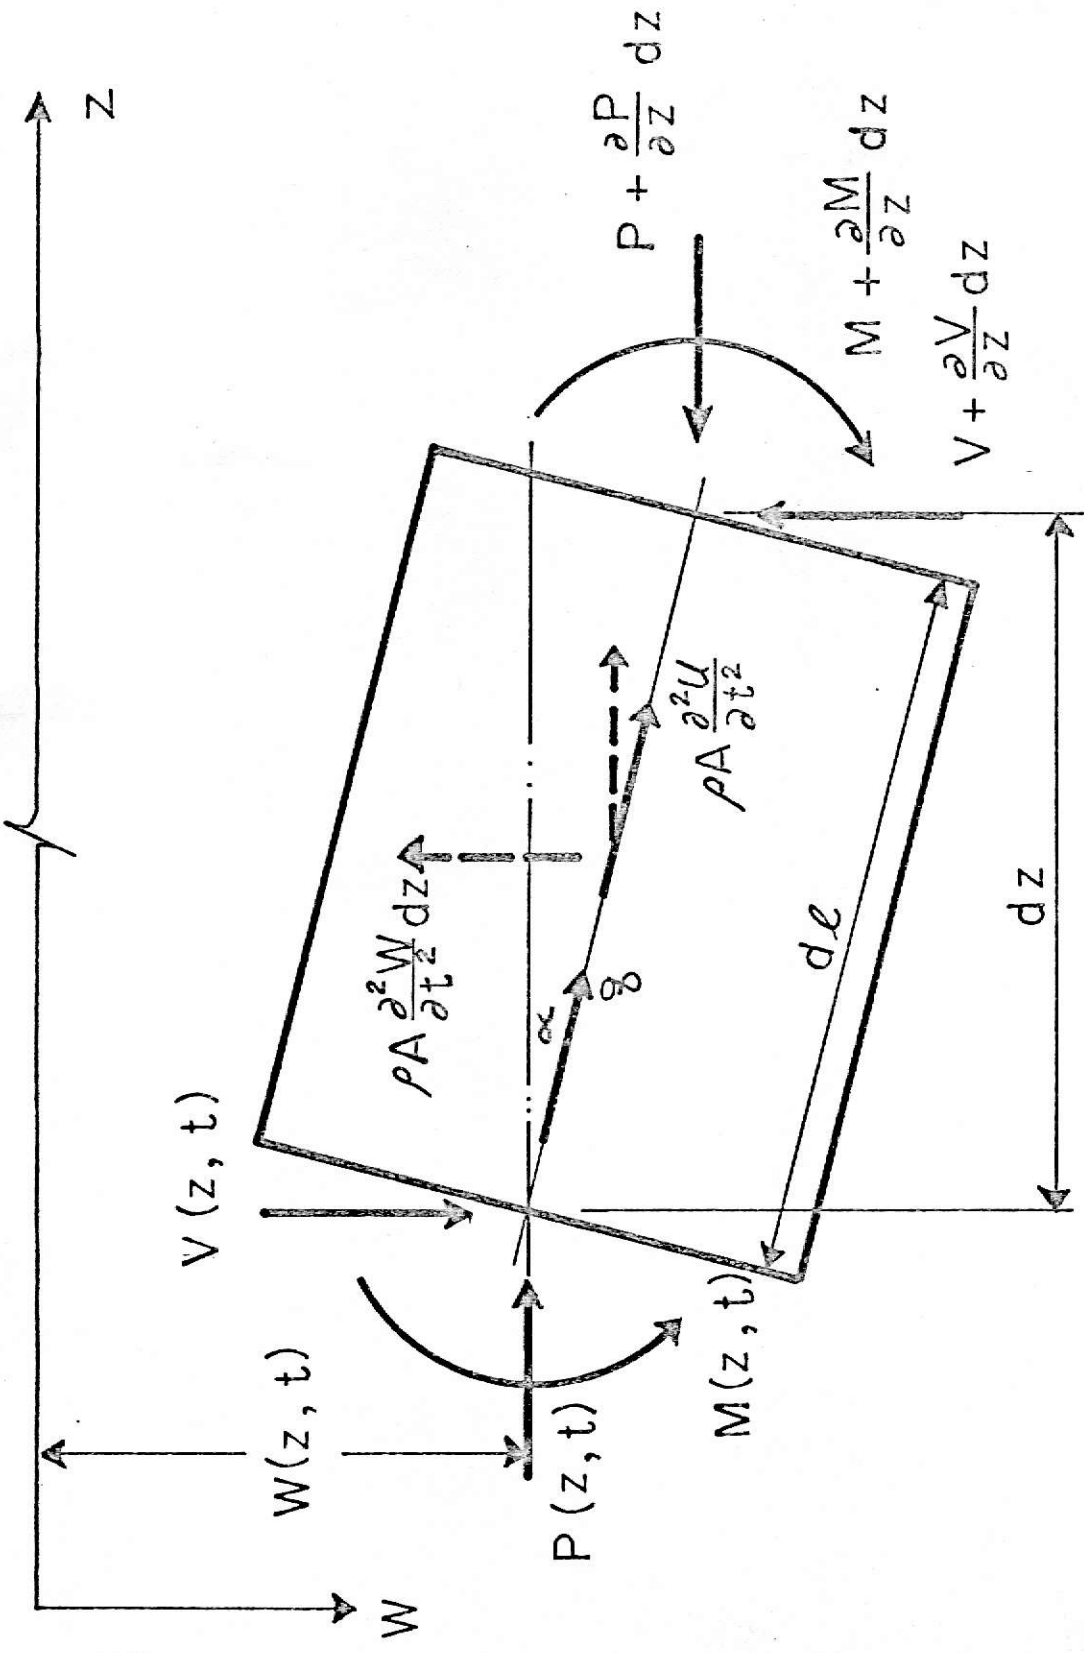 Z
W
W(z, t)
V(z, t)
P(z, t)
M(z, t)
ρA ∂²W/∂t² dz
α
g
ρA ∂²u/∂t²
dℓ
dz
P + ∂P/∂z dz
M + ∂M/∂z dz
V + ∂V/∂z dz